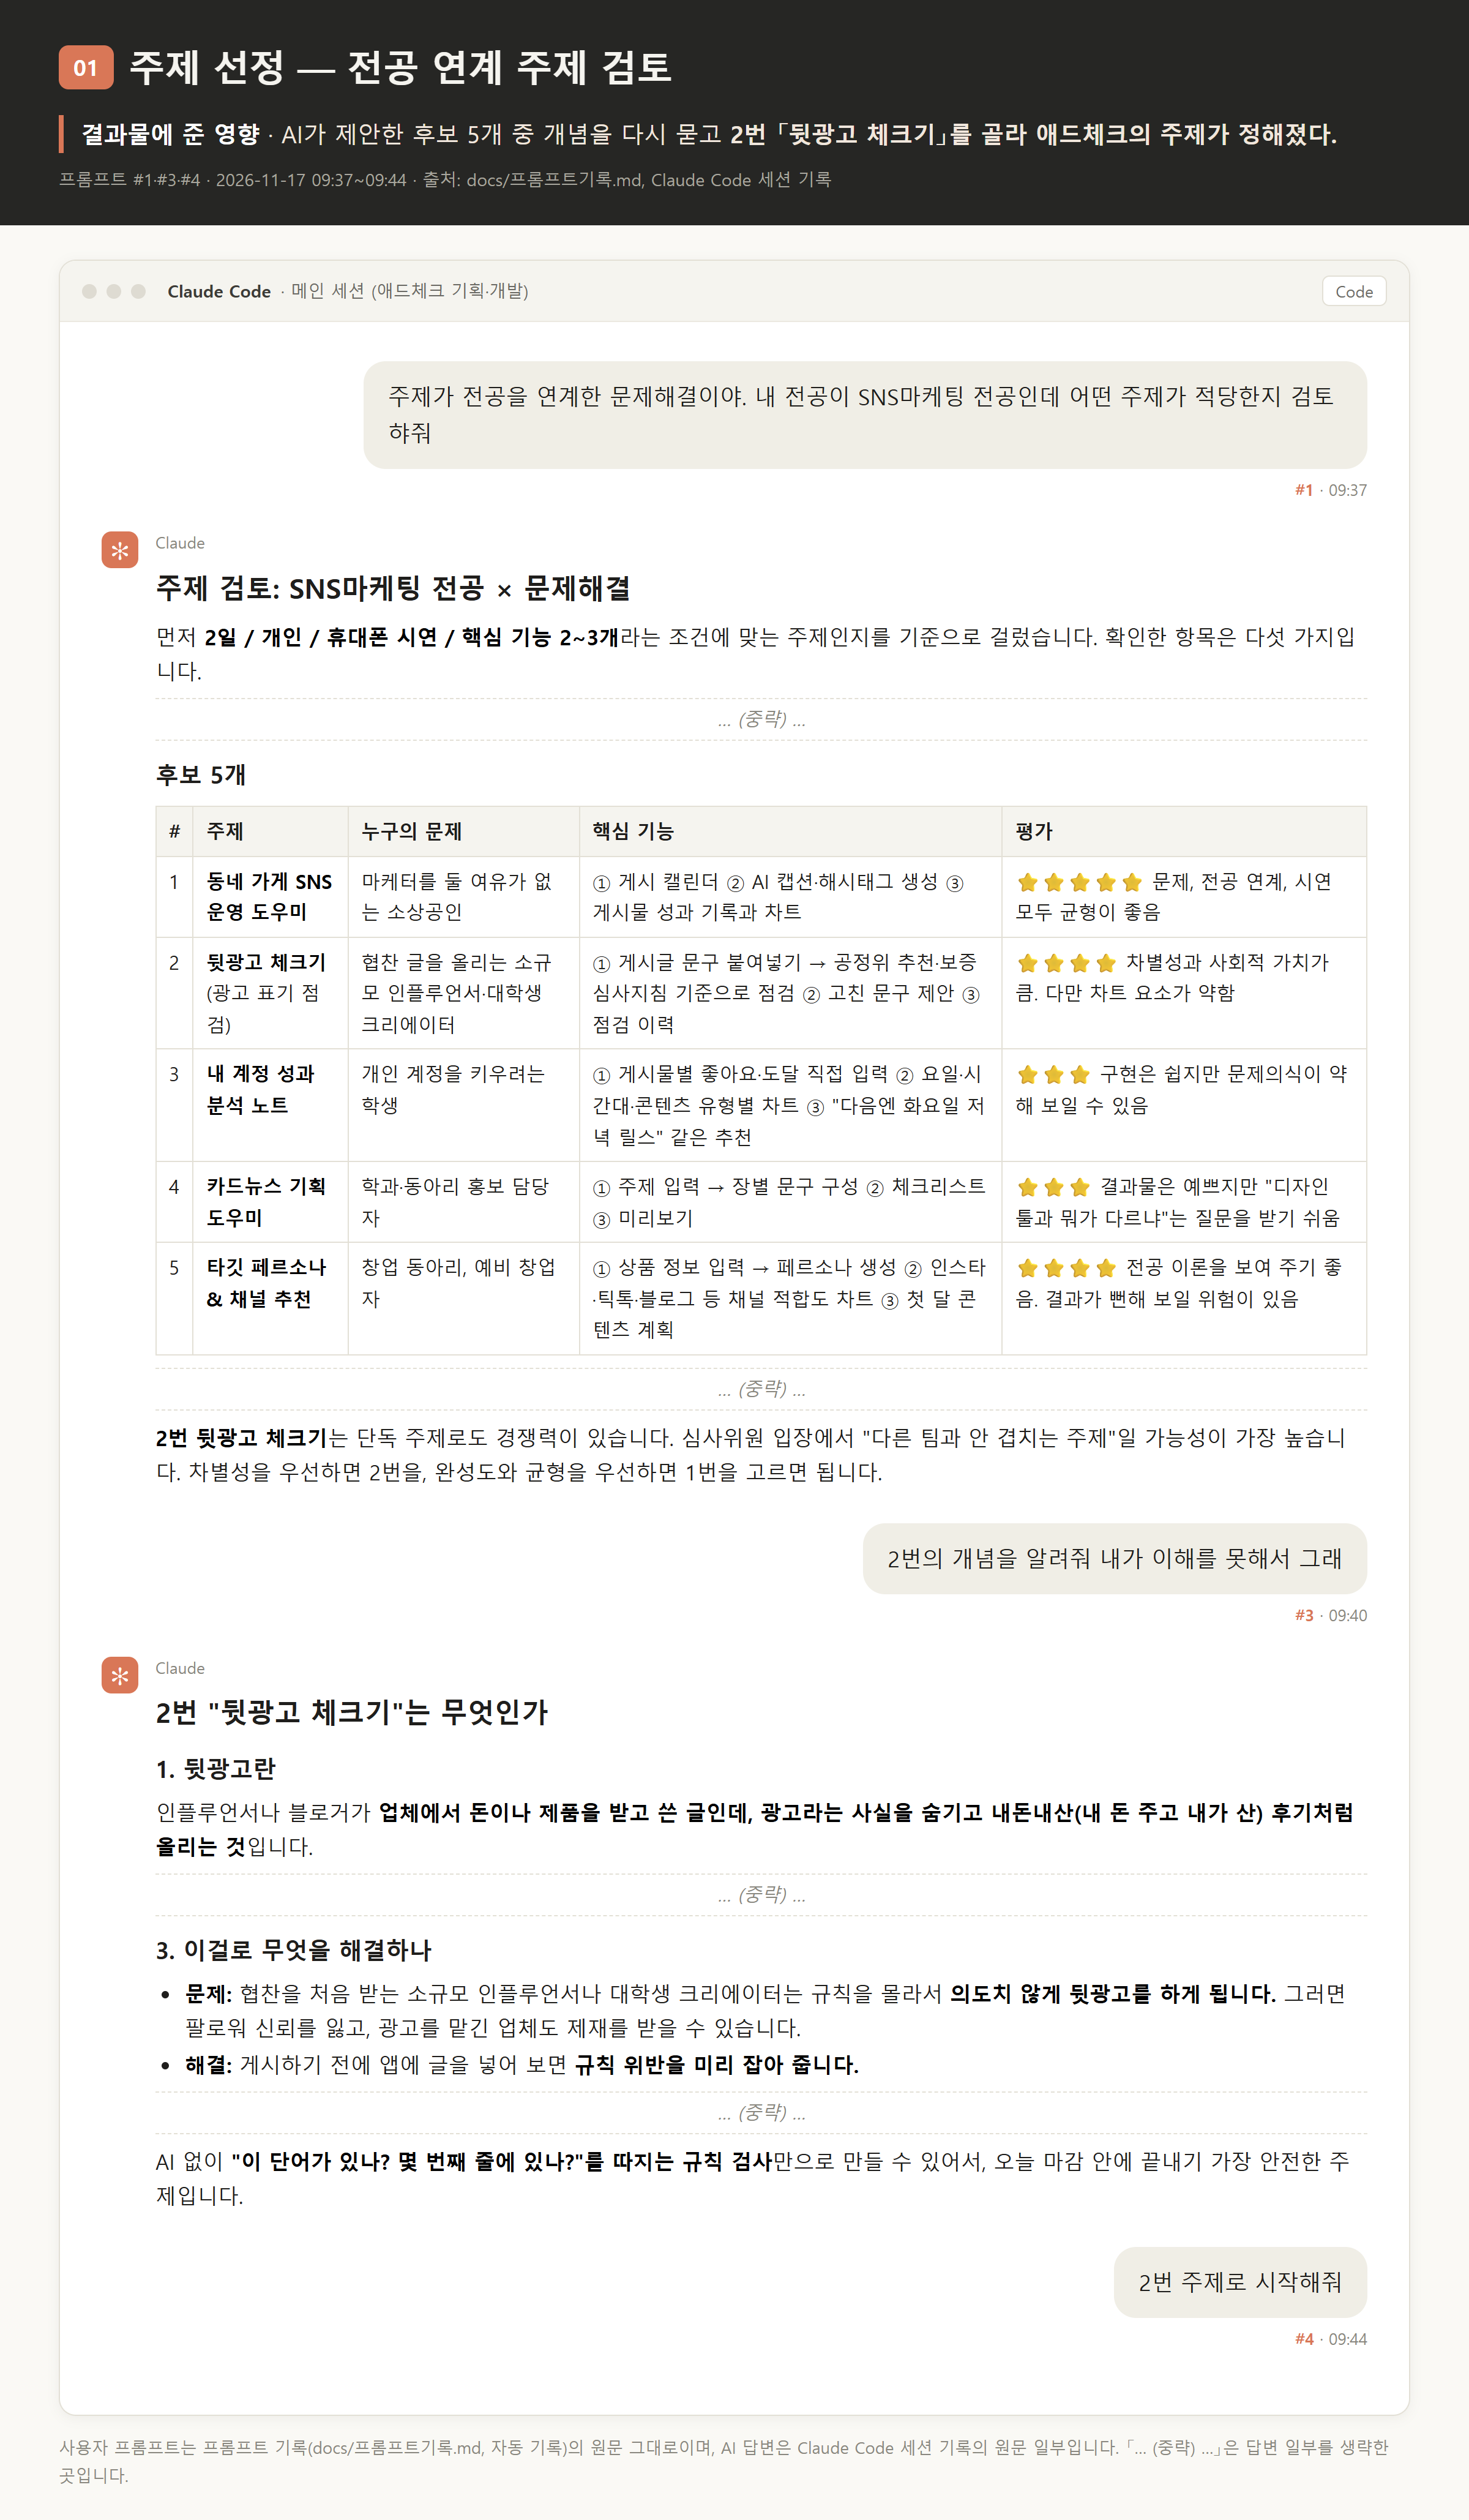 01 주제 선정 — 전공 연계 주제 검토
결과물에 준 영향 · AI가 제안한 후보 5개 중 개념을 다시 묻고 2번 「뒷광고 체크기」를 골라 애드체크의 주제가 정해졌다.
프롬프트 #1·#3·#4 · 2026-11-17 09:37~09:44 · 출처: docs/프롬프트기록.md, Claude Code 세션 기록
Claude Code · 메인 세션 (애드체크 기획·개발)
Code
주제가 전공을 연계한 문제해결이야. 내 전공이 SNS마케팅 전공인데 어떤 주제가 적당한지 검토
햐줘
#1 · 09:37
Claude
주제 검토: SNS마케팅 전공 × 문제해결
먼저 2일 / 개인 / 휴대폰 시연 / 핵심 기능 2~3개라는 조건에 맞는 주제인지를 기준으로 걸렀습니다. 확인한 항목은 다섯 가지입
니다.
... (중략) ...
후보 5개
# 주제 누구의 문제 핵심 기능 평가
1 동네 가게 SNS 마케터를 둘 여유가 없 ① 게시 캘린더 ② AI 캡션·해시태그 생성 ③ ⭐⭐⭐⭐⭐ 문제, 전공 연계, 시연
운영 도우미 는 소상공인 게시물 성과 기록과 차트 모두 균형이 좋음
2 뒷광고 체크기 협찬 글을 올리는 소규 ① 게시글 문구 붙여넣기 → 공정위 추천·보증 ⭐⭐⭐⭐ 차별성과 사회적 가치가
(광고 표기 점 모 인플루언서·대학생 심사지침 기준으로 점검 ② 고친 문구 제안 ③ 큼. 다만 차트 요소가 약함
검) 크리에이터 점검 이력
3 내 계정 성과 개인 계정을 키우려는 ① 게시물별 좋아요·도달 직접 입력 ② 요일·시 ⭐⭐⭐ 구현은 쉽지만 문제의식이 약
분석 노트 학생 간대·콘텐츠 유형별 차트 ③ "다음엔 화요일 저 해 보일 수 있음
녁 릴스" 같은 추천
4 카드뉴스 기획 학과·동아리 홍보 담당 ① 주제 입력 → 장별 문구 구성 ② 체크리스트 ⭐⭐⭐ 결과물은 예쁘지만 "디자인
도우미 자 ③ 미리보기 툴과 뭐가 다르냐"는 질문을 받기 쉬움
5 타깃 페르소나 창업 동아리, 예비 창업 ① 상품 정보 입력 → 페르소나 생성 ② 인스타 ⭐⭐⭐⭐ 전공 이론을 보여 주기 좋
& 채널 추천 자 ·틱톡·블로그 등 채널 적합도 차트 ③ 첫 달 콘 음. 결과가 뻔해 보일 위험이 있음
텐츠 계획
... (중략) ...
2번 뒷광고 체크기는 단독 주제로도 경쟁력이 있습니다. 심사위원 입장에서 "다른 팀과 안 겹치는 주제"일 가능성이 가장 높습니
다. 차별성을 우선하면 2번을, 완성도와 균형을 우선하면 1번을 고르면 됩니다.
2번의 개념을 알려줘 내가 이해를 못해서 그래
#3 · 09:40
Claude
2번 "뒷광고 체크기"는 무엇인가
1. 뒷광고란
인플루언서나 블로거가 업체에서 돈이나 제품을 받고 쓴 글인데, 광고라는 사실을 숨기고 내돈내산(내 돈 주고 내가 산) 후기처럼
올리는 것입니다.
... (중략) ...
3. 이걸로 무엇을 해결하나
• 문제: 협찬을 처음 받는 소규모 인플루언서나 대학생 크리에이터는 규칙을 몰라서 의도치 않게 뒷광고를 하게 됩니다. 그러면
팔로워 신뢰를 잃고, 광고를 맡긴 업체도 제재를 받을 수 있습니다.
• 해결: 게시하기 전에 앱에 글을 넣어 보면 규칙 위반을 미리 잡아 줍니다.
... (중략) ...
AI 없이 "이 단어가 있나? 몇 번째 줄에 있나?"를 따지는 규칙 검사만으로 만들 수 있어서, 오늘 마감 안에 끝내기 가장 안전한 주
제입니다.
2번 주제로 시작해줘
#4 · 09:44
사용자 프롬프트는 프롬프트 기록(docs/프롬프트기록.md, 자동 기록)의 원문 그대로이며, AI 답변은 Claude Code 세션 기록의 원문 일부입니다. 「... (중략) ...」은 답변 일부를 생략한
곳입니다.